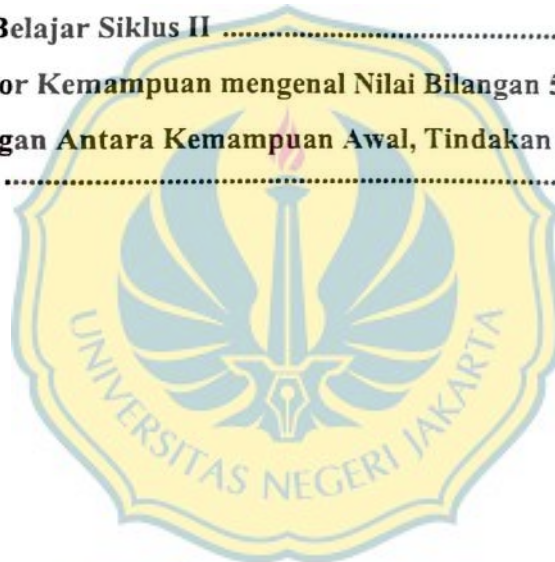 Belajar Siklus II ................................
or Kemampuan mengenal Nilai Bilangan 5
gan Antara Kemampuan Awal, Tindakan
................................................................
UNIVERSITAS NEGERI JAKARTA